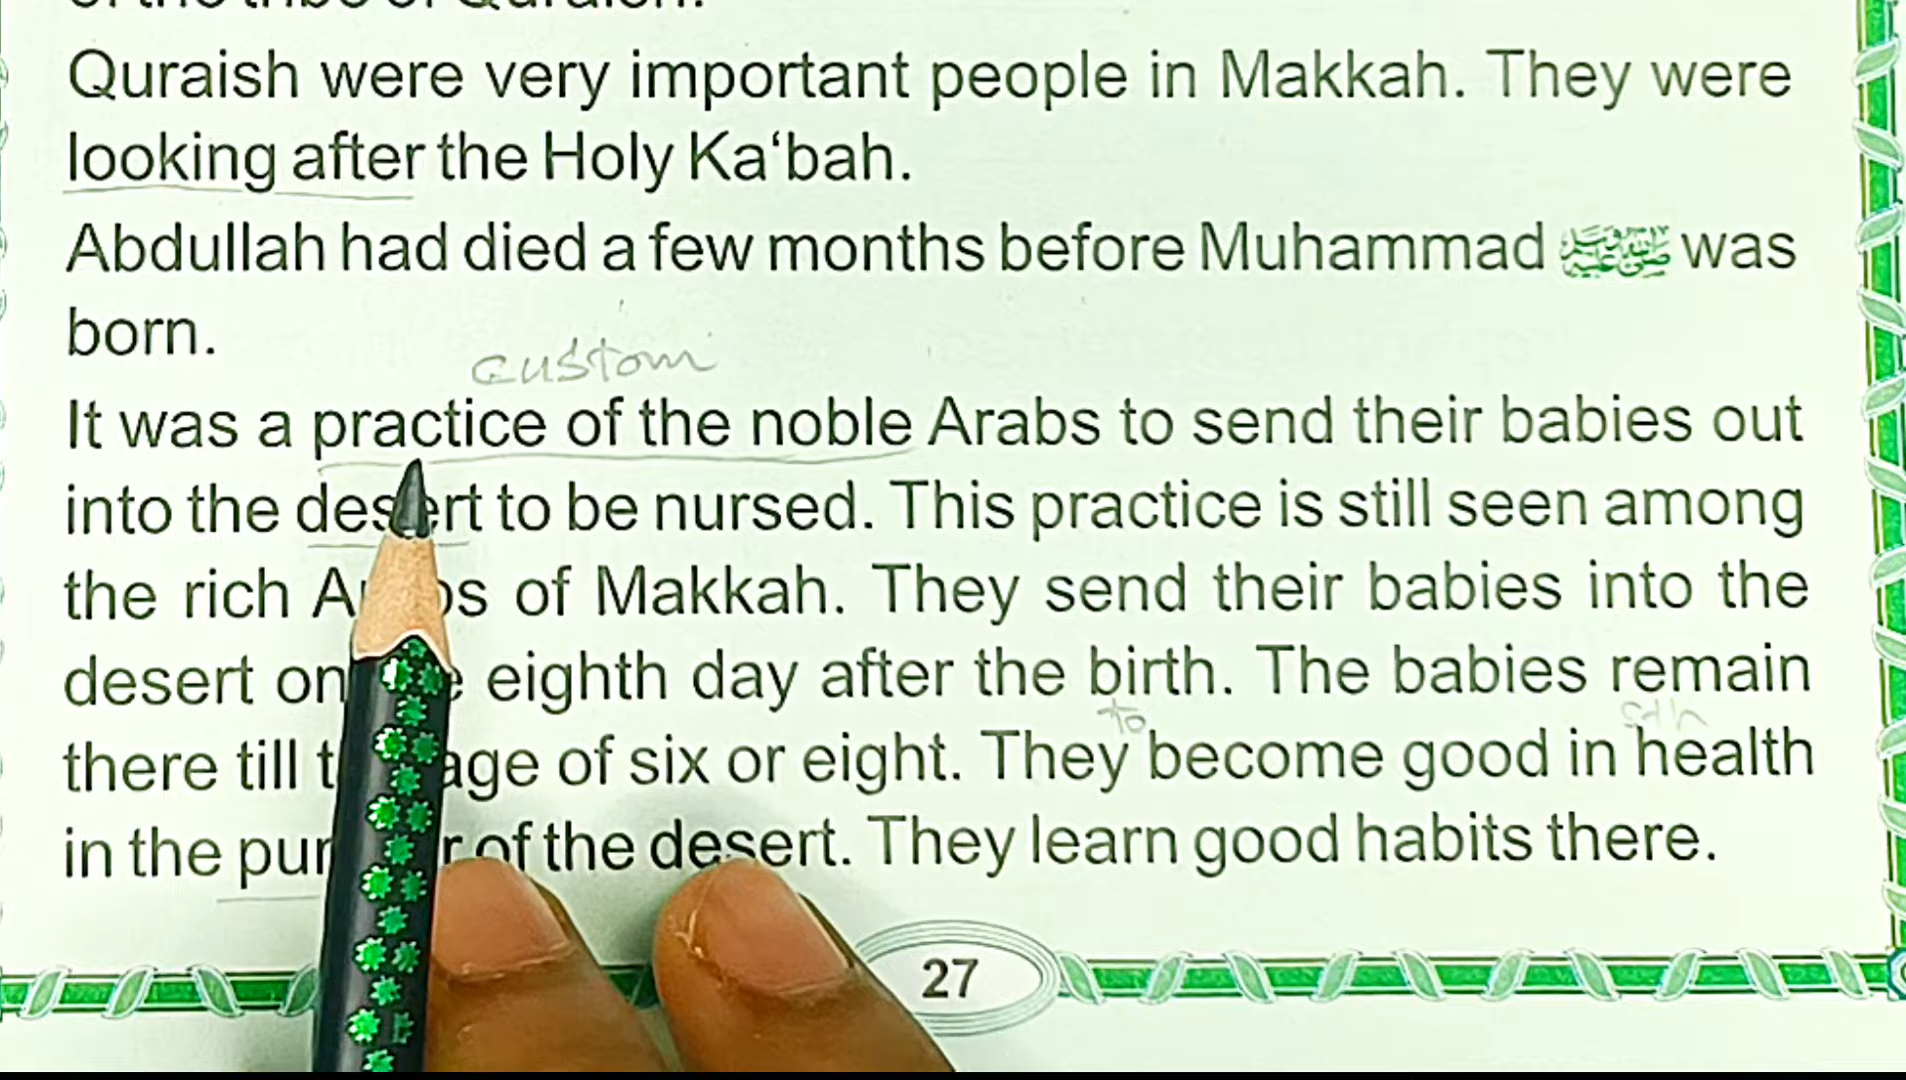 Quraish were very important people in Makkah. They were
looking after the Holy Ka‘bah.
Abdullah had died a few months before Muhammad ﷺ was
born.
custom
It was a practice of the noble Arabs to send their babies out
into the desert to be nursed. This practice is still seen among
the rich of Makkah. They send their babies into the
desert on eighth day after the birth. The babies remain
to
there till age of six or eight. They become good in health
in the of the desert. They learn good habits there.
27